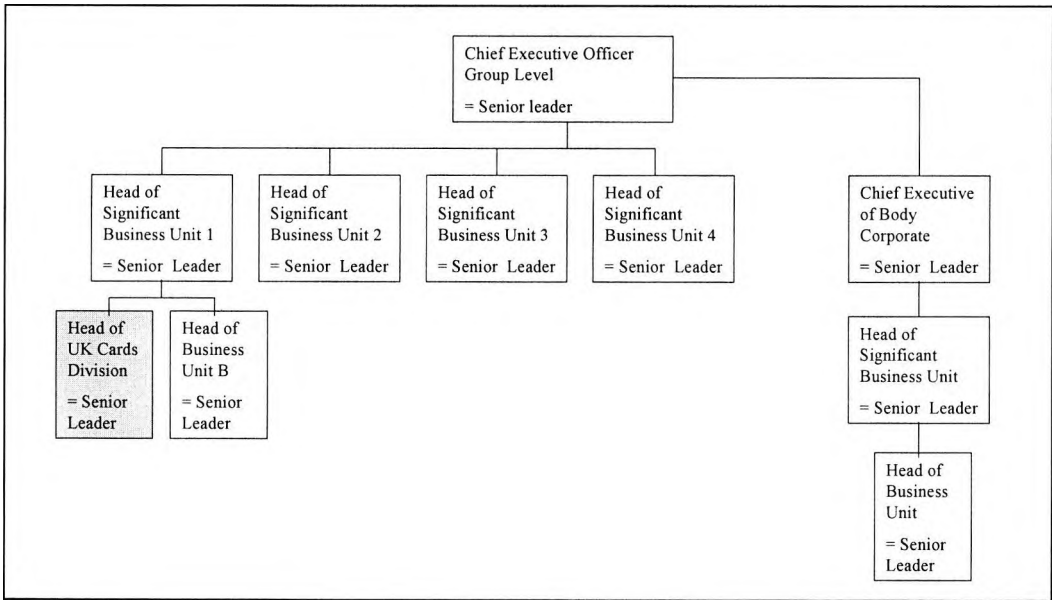 Chief Executive Officer
Group Level
= Senior leader
Head of
Significant
Business Unit 1
= Senior Leader
Head of
Significant
Business Unit 2
= Senior Leader
Head of
Significant
Business Unit 3
= Senior Leader
Head of
Significant
Business Unit 4
= Senior Leader
Chief Executive
of Body
Corporate
= Senior Leader
Head of
UK Cards
Division
= Senior
Leader
Head of
Business
Unit B
= Senior
Leader
Head of
Significant
Business Unit
= Senior Leader
Head of
Business
Unit
= Senior
Leader